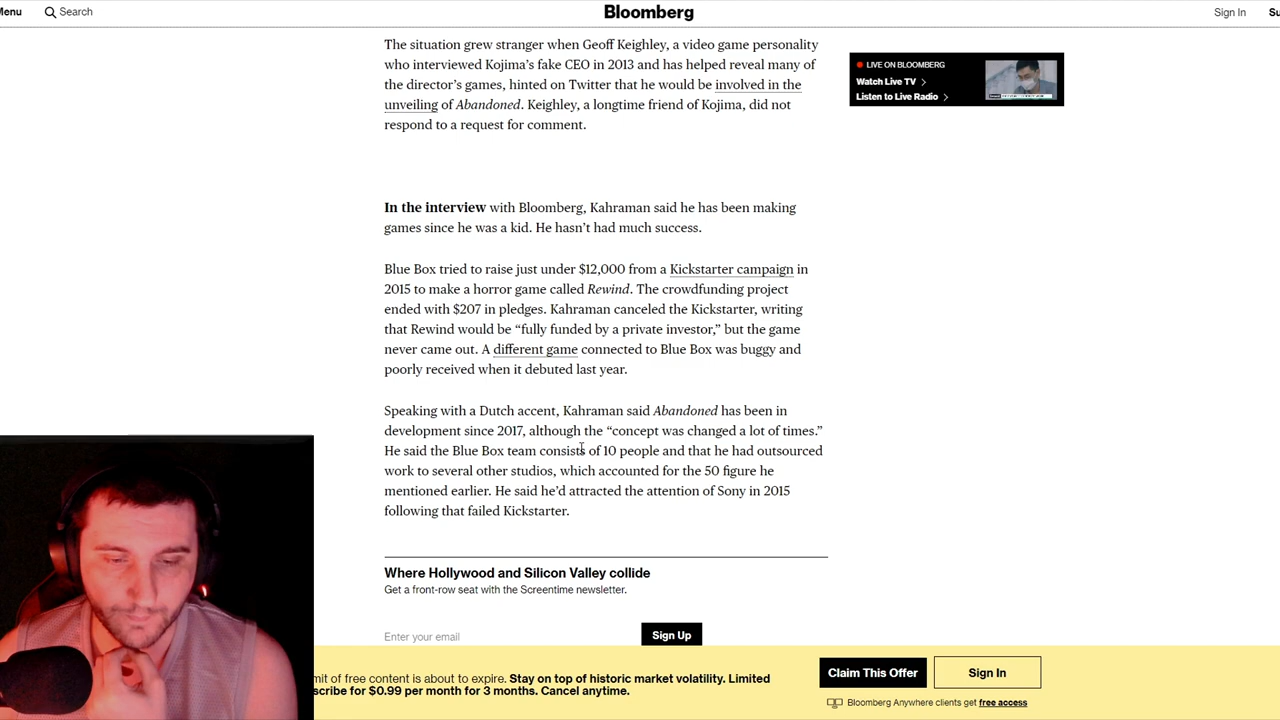 Menu
Search
Bloomberg
Sign In
Su
The situation grew stranger when Geoff Keighley, a video game personality
who interviewed Kojima's fake CEO in 2013 and has helped reveal many of
the director's games, hinted on Twitter that he would be involved in the
unveiling of Abandoned. Keighley, a longtime friend of Kojima, did not
respond to a request for comment.
LIVE ON BLOOMBERG
Watch Live TV
Listen to Live Radio
In the interview with Bloomberg, Kahraman said he has been making
games since he was a kid. He hasn't had much success.
Blue Box tried to raise just under $12,000 from a Kickstarter campaign in
2015 to make a horror game called Rewind. The crowdfunding project
ended with $207 in pledges. Kahraman canceled the Kickstarter, writing
that Rewind would be “fully funded by a private investor,” but the game
never came out. A different game connected to Blue Box was buggy and
poorly received when it debuted last year.
Speaking with a Dutch accent, Kahraman said Abandoned has been in
development since 2017, although the “concept was changed a lot of times.”
He said the Blue Box team consists of 10 people and that he had outsourced
work to several other studios, which accounted for the 50 figure he
mentioned earlier. He said he'd attracted the attention of Sony in 2015
following that failed Kickstarter.
Where Hollywood and Silicon Valley collide
Get a front-row seat with the Screentime newsletter.
Enter your email
Sign Up
mit of free content is about to expire. Stay on top of historic market volatility. Limited
scribe for $0.99 per month for 3 months. Cancel anytime.
Claim This Offer
Sign In
Bloomberg Anywhere clients get free access